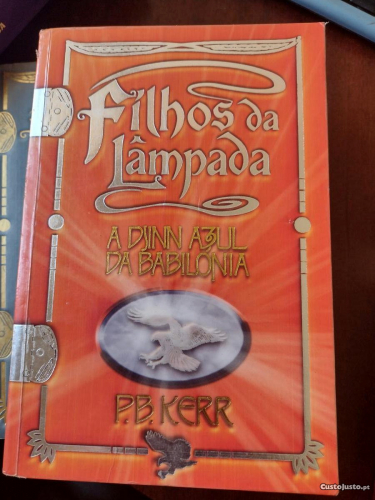 Filhos da
Lâmpada
A DJINN AZUL
DA BABILÓNIA
P.B. KERR
CustoJusto.pt